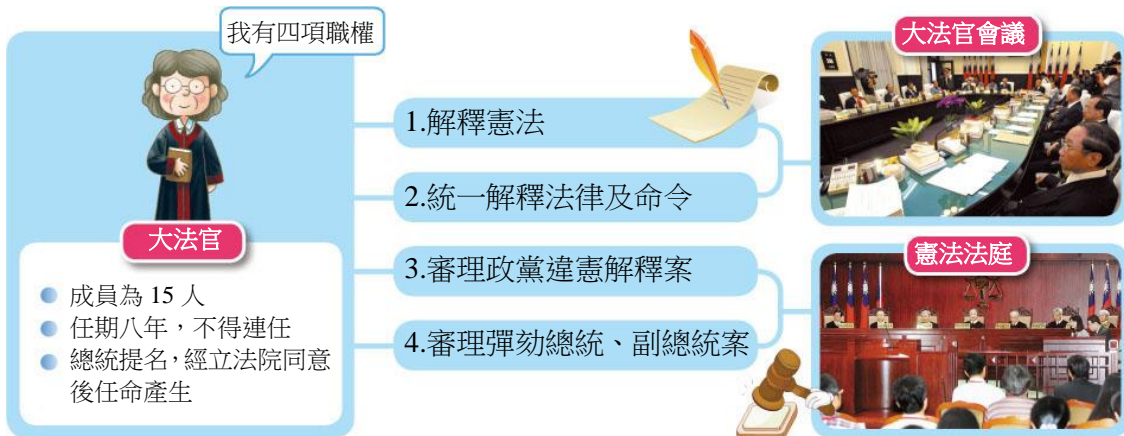 我有四項職權
大法官
成員為 15 人
任期八年，不得連任
總統提名，經立法院同意
後任命產生
1.解釋憲法
2.統一解釋法律及命令
3.審理政黨違憲解釋案
4.審理彈劾總統、副總統案
大法官會議
憲法法庭